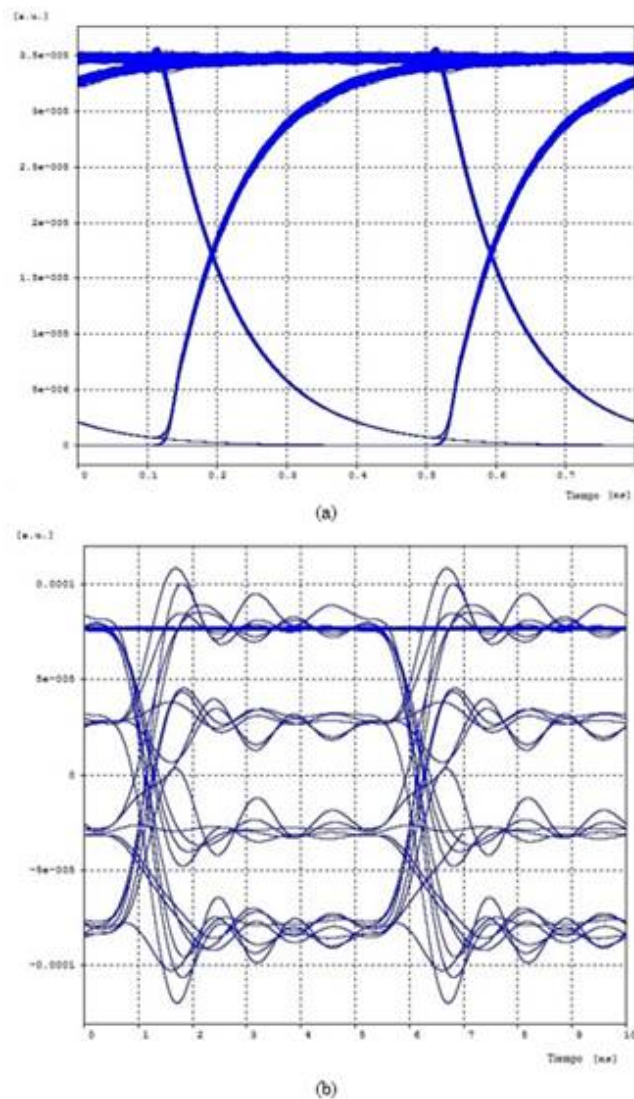 [a.u.]
3.5e-005
3e-005
2.5e-005
2e-005
1.5e-005
1e-005
5e-006
0
0 0.1 0.2 0.3 0.4 0.5 0.6 0.7
Tiempo [ns]
(a)
[a.u.]
0.0001
5e-005
0
-5e-005
-0.0001
0 1 2 3 4 5 6 7 8 9 10
Tiempo [ns]
(b)